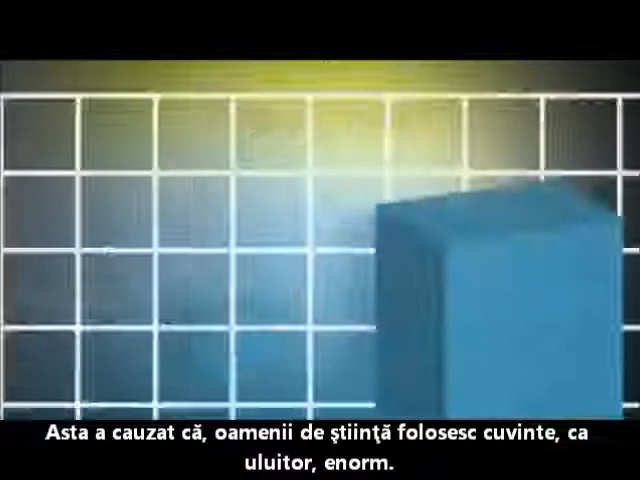 Asta a cauzat că, oamenii de ştiinţă folosesc cuvinte, ca
uluitor, enorm.